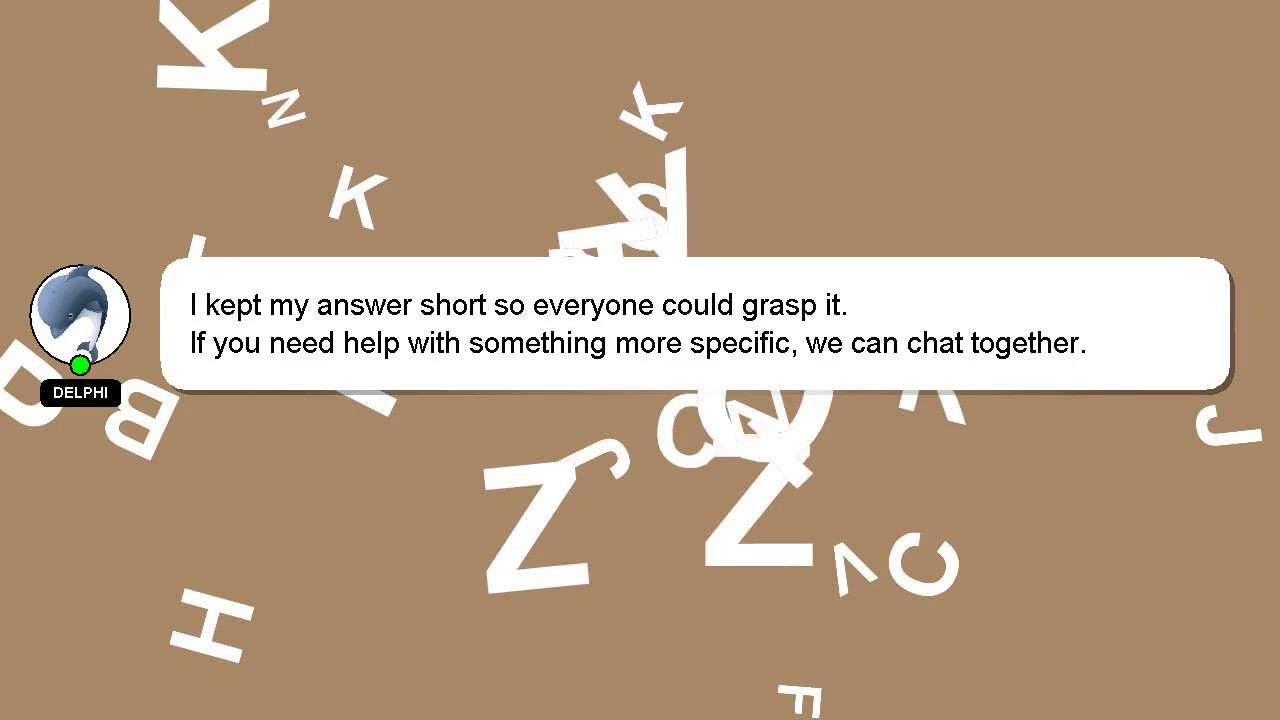 I kept my answer short so everyone could grasp it.
If you need help with something more specific, we can chat together.
DELPHI
K
N
K
K
S
B
J
C
N
Z
Z
J
V
C
H
F